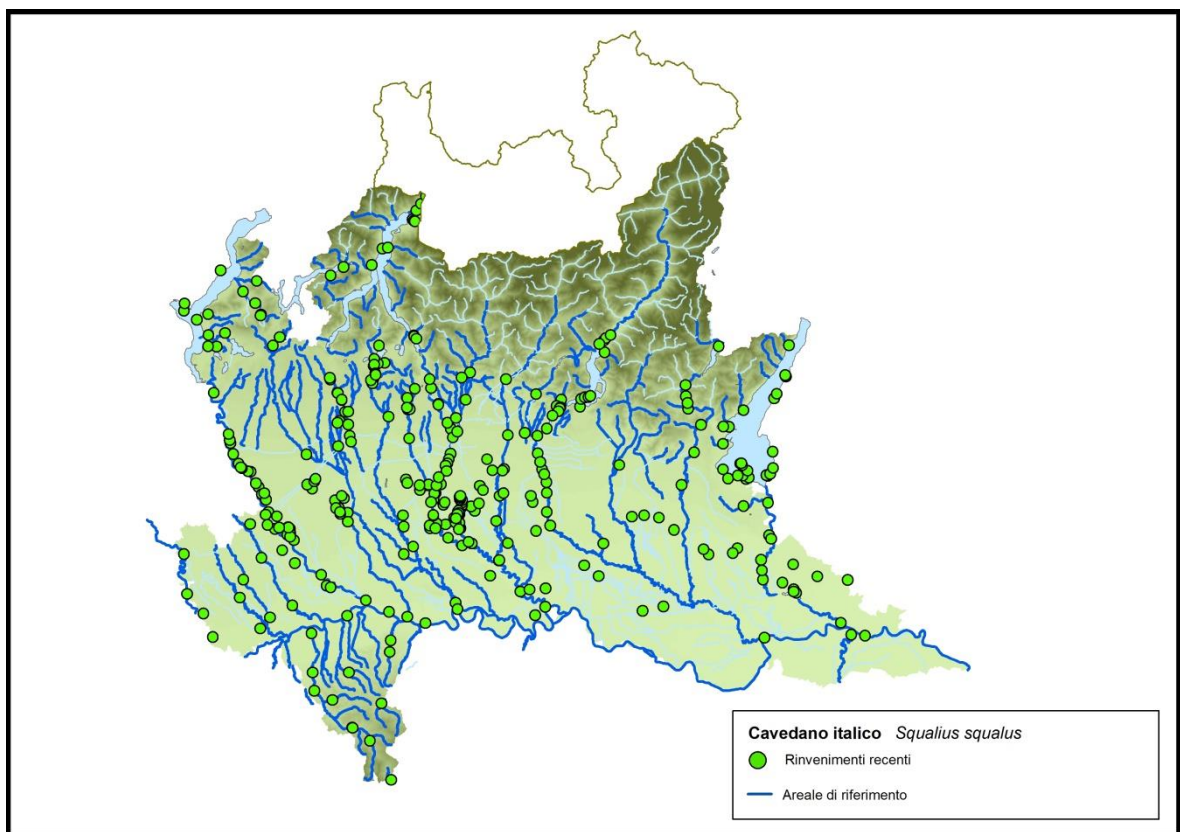 Cavedano italico Squalius squalus
Rinvenimenti recenti
Areale di riferimento